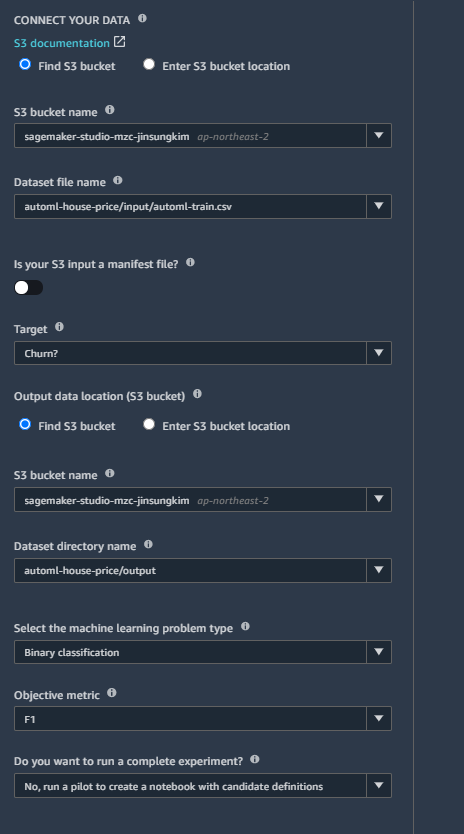 CONNECT YOUR DATA
S3 documentation
Find S3 bucket Enter S3 bucket location
S3 bucket name
sagemaker-studio-mzc-jinsungkim ap-northeast-2
Dataset file name
automl-house-price/input/automl-train.csv
Is your S3 input a manifest file?
Target
Churn?
Output data location (S3 bucket)
Find S3 bucket Enter S3 bucket location
S3 bucket name
sagemaker-studio-mzc-jinsungkim ap-northeast-2
Dataset directory name
automl-house-price/output
Select the machine learning problem type
Binary classification
Objective metric
F1
Do you want to run a complete experiment?
No, run a pilot to create a notebook with candidate definitions